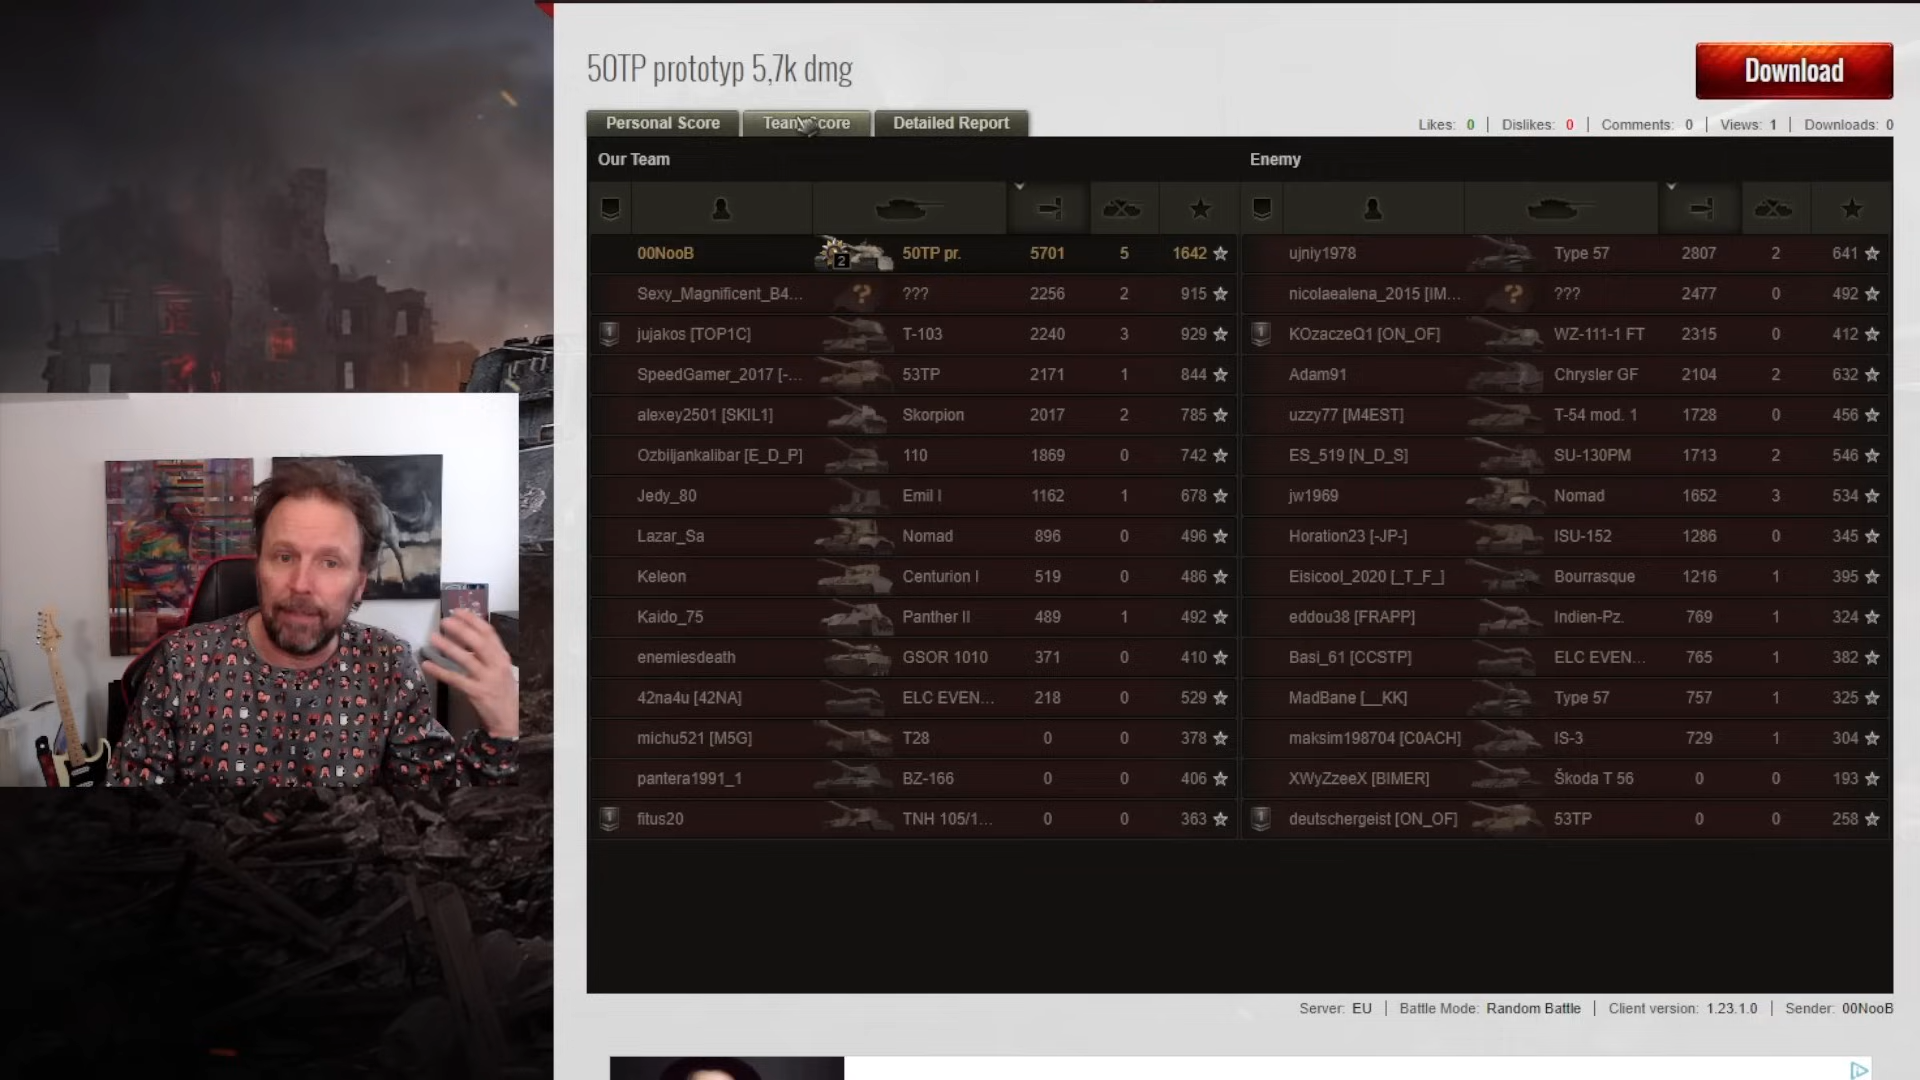 50TP prototyp 5,7k dmg
Download
Personal Score Team Score Detailed Report
Likes: 0 | Dislikes: 0 | Comments: 0 | Views: 1 | Downloads: 0
Our Team Enemy
00NooB 2 50TP pr. 5701 5 1642 ujniy1978 Type 57 2807 2 641
Sexy_Magnificent_B4... ? ??? 2256 2 915 nicolaealena_2015 [IM... ? ??? 2477 0 492
1 jujakos [TOP1C] T-103 2240 3 929 1 KOzaczeQ1 [ON_OF] WZ-111-1 FT 2315 0 412
SpeedGamer_2017 [-... 53TP 2171 1 844 Adam91 Chrysler GF 2104 2 632
alexey2501 [SKIL1] Skorpion 2017 2 785 uzzy77 [M4EST] T-54 mod. 1 1728 0 456
Ozbiljankalibar [E_D_P] 110 1869 0 742 ES_519 [N_D_S] SU-130PM 1713 2 546
Jedy_80 Emil I 1162 1 678 jw1969 Nomad 1652 3 534
Lazar_Sa Nomad 896 0 496 Horation23 [-JP-] ISU-152 1286 0 345
Keleon Centurion I 519 0 486 Elsicool_2020 [_T_F_] Bourrasque 1216 1 395
Kaido_75 Panther II 489 1 492 eddou38 [FRAPP] Indien-Pz. 769 1 324
enemiesdeath GSOR 1010 371 0 410 Basi_61 [CCSTP] ELC EVEN... 765 1 382
42na4u [42NA] ELC EVEN... 218 0 529 MadBane [__KK] Type 57 757 1 325
michu521 [M5G] T28 0 0 378 maksim198704 [C0ACH] IS-3 729 1 304
pantera1991_1 BZ-166 0 0 406 XWyZzeeX [BIMER] Škoda T 56 0 0 193
1 fitus20 TNH 105/1... 0 0 363 1 deutschergeist [ON_OF] 53TP 0 0 258
Server: EU | Battle Mode: Random Battle | Client version: 1.23.1.0 | Sender: 00NooB